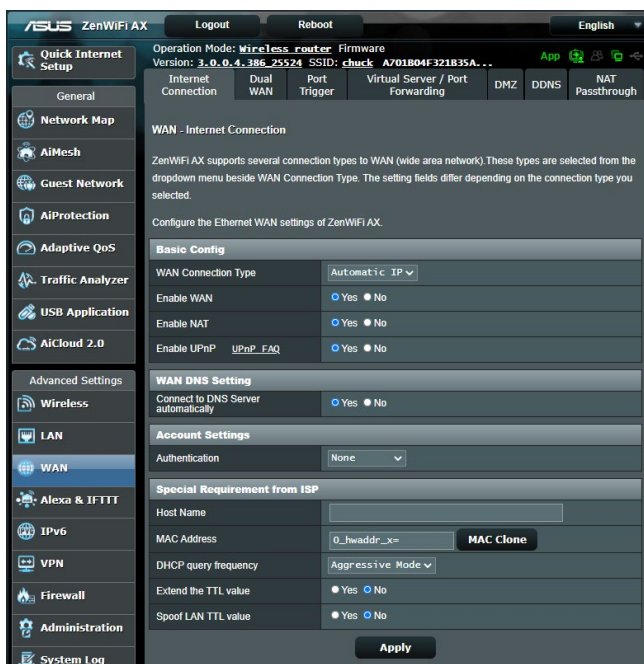 ASUS ZenWiFi AX
Logout
Reboot
English
Quick Internet
Setup
Operation Mode: Wireless router Firmware
Version: 3.0.0.4.386_25524 SSID: chuck A701B04F321B35A...
App
Internet
Connection
Dual
WAN
Port
Trigger
Virtual Server / Port
Forwarding
DMZ
DDNS
NAT
Passthrough
General
Network Map
AiMesh
Guest Network
AiProtection
Adaptive QoS
Traffic Analyzer
USB Application
AiCloud 2.0
Advanced Settings
Wireless
LAN
WAN
Alexa & IFTTT
IPv6
VPN
Firewall
Administration
System Log
WAN - Internet Connection
ZenWiFi AX supports several connection types to WAN (wide area network).These types are selected from the
dropdown menu beside WAN Connection Type. The setting fields differ depending on the connection type you
selected.
Configure the Ethernet WAN settings of ZenWiFi AX.
Basic Config
WAN Connection Type Automatic IP
Enable WAN Yes No
Enable NAT Yes No
Enable UPnP UPnP FAQ Yes No
WAN DNS Setting
Connect to DNS Server
automatically Yes No
Account Settings
Authentication None
Special Requirement from ISP
Host Name
MAC Address 0_hwaddr_x= MAC Clone
DHCP query frequency Aggressive Mode
Extend the TTL value Yes No
Spoof LAN TTL value Yes No
Apply